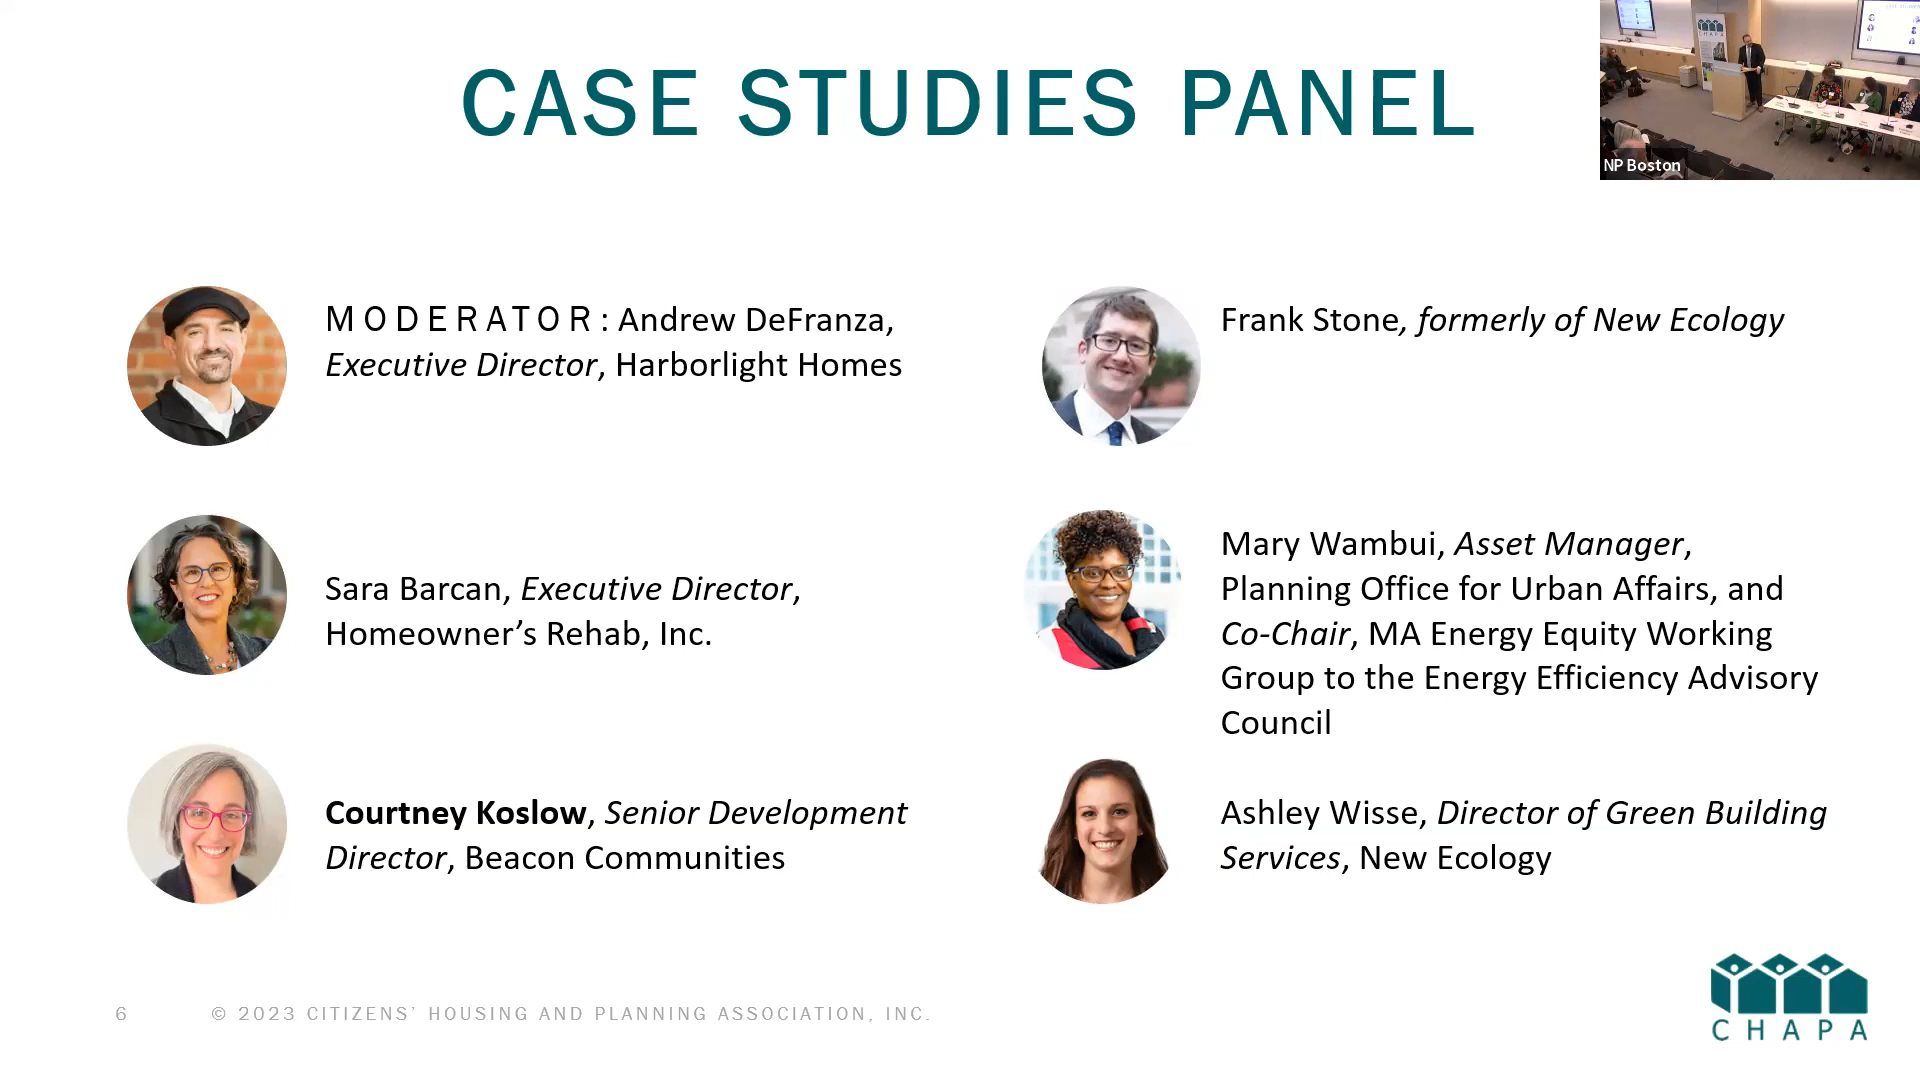 CASE STUDIES PANEL
NP Boston
CHAPA
MODERATOR: Andrew DeFranza,
Executive Director, Harborlight Homes
Frank Stone, formerly of New Ecology
Sara Barcan, Executive Director,
Homeowner’s Rehab, Inc.
Mary Wambui, Asset Manager,
Planning Office for Urban Affairs, and
Co-Chair, MA Energy Equity Working
Group to the Energy Efficiency Advisory
Council
Courtney Koslow, Senior Development
Director, Beacon Communities
Ashley Wisse, Director of Green Building
Services, New Ecology
6
© 2023 CITIZENS’ HOUSING AND PLANNING ASSOCIATION, INC.
CHAPA